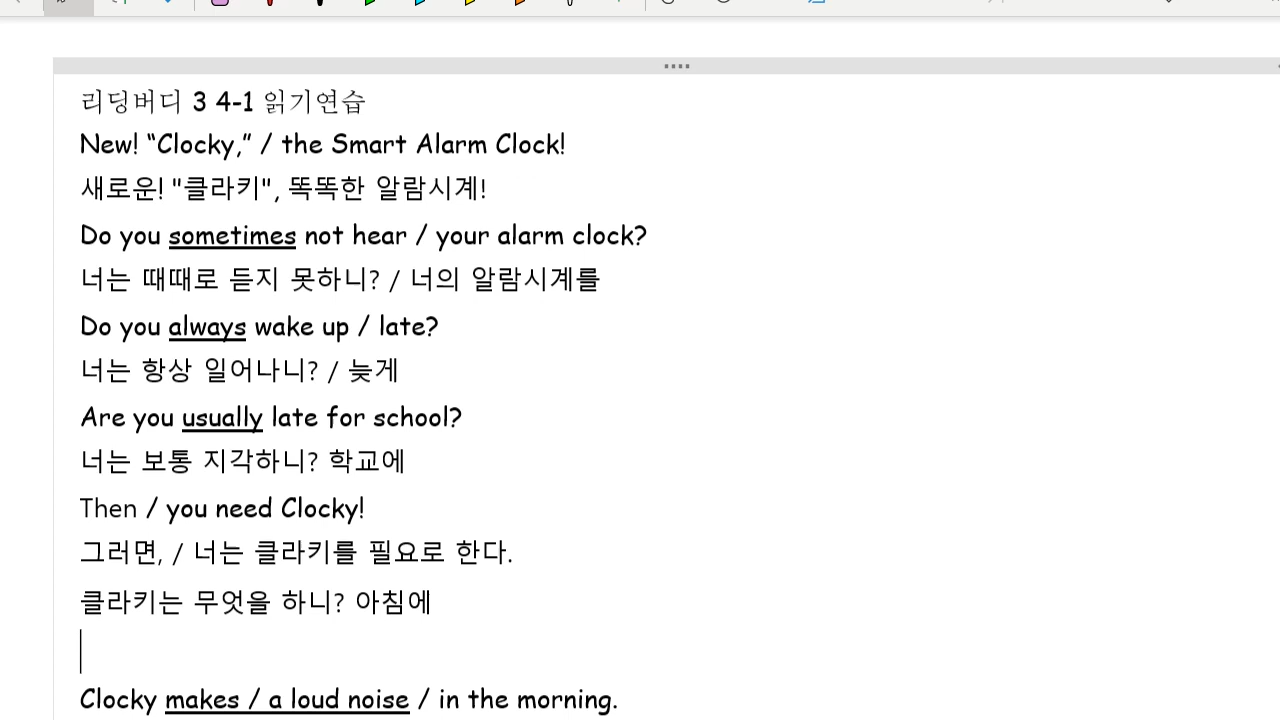 리딩버디 3 4-1 읽기연습
New! “Clocky,” / the Smart Alarm Clock!
새로운! "클라키", 똑똑한 알람시계!
Do you sometimes not hear / your alarm clock?
너는 때때로 듣지 못하니? / 너의 알람시계를
Do you always wake up / late?
너는 항상 일어나니? / 늦게
Are you usually late for school?
너는 보통 지각하니? 학교에
Then / you need Clocky!
그러면, / 너는 클라키를 필요로 한다.
클라키는 무엇을 하니? 아침에
Clocky makes / a loud noise / in the morning.